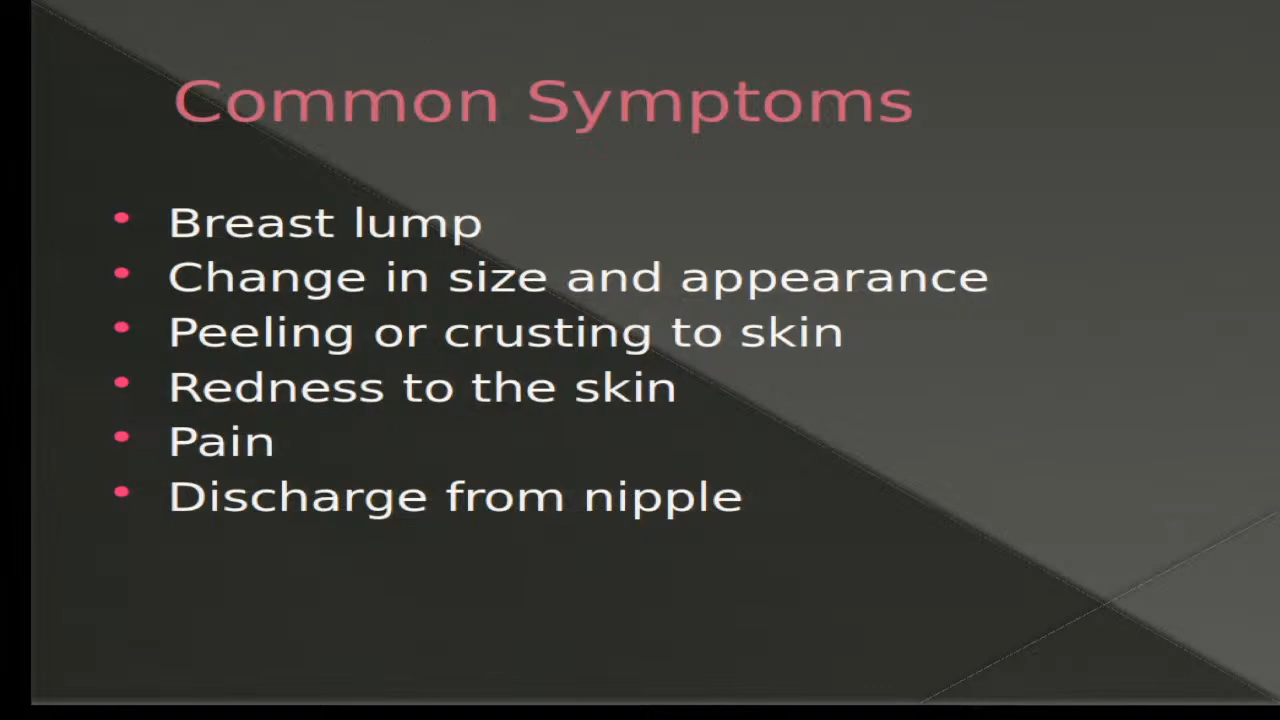 Common Symptoms
• Breast lump
• Change in size and appearance
• Peeling or crusting to skin
• Redness to the skin
• Pain
• Discharge from nipple